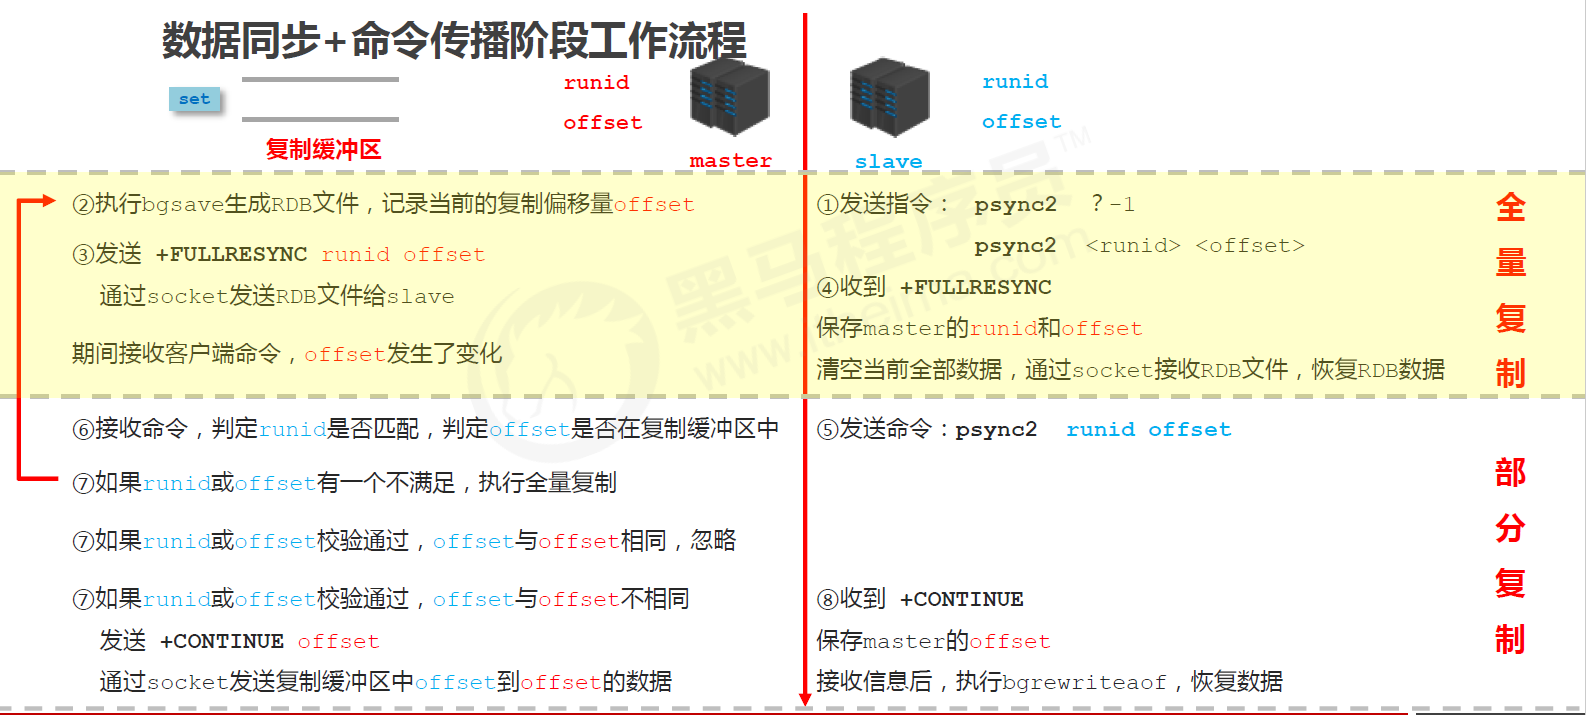 数据同步+命令传播阶段工作流程
set
复制缓冲区
runid
offset
master
slave
runid
offset
②执行bgsave生成RDB文件，记录当前的复制偏移量offset
③发送 +FULLRESYNC runid offset
通过socket发送RDB文件给slave
期间接收客户端命令，offset发生了变化
①发送指令： psync2 ？-1
psync2 <runid> <offset>
④收到 +FULLRESYNC
保存master的runid和offset
清空当前全部数据，通过socket接收RDB文件，恢复RDB数据
全量复制
⑥接收命令，判定runid是否匹配，判定offset是否在复制缓冲区中
⑦如果runid或offset有一个不满足，执行全量复制
⑦如果runid或offset校验通过，offset与offset相同，忽略
⑦如果runid或offset校验通过，offset与offset不相同
发送 +CONTINUE offset
通过socket发送复制缓冲区中offset到offset的数据
⑤发送命令：psync2 runid offset
⑧收到 +CONTINUE
保存master的offset
接收信息后，执行bgrewriteaof，恢复数据
部分复制
黑马程序员™